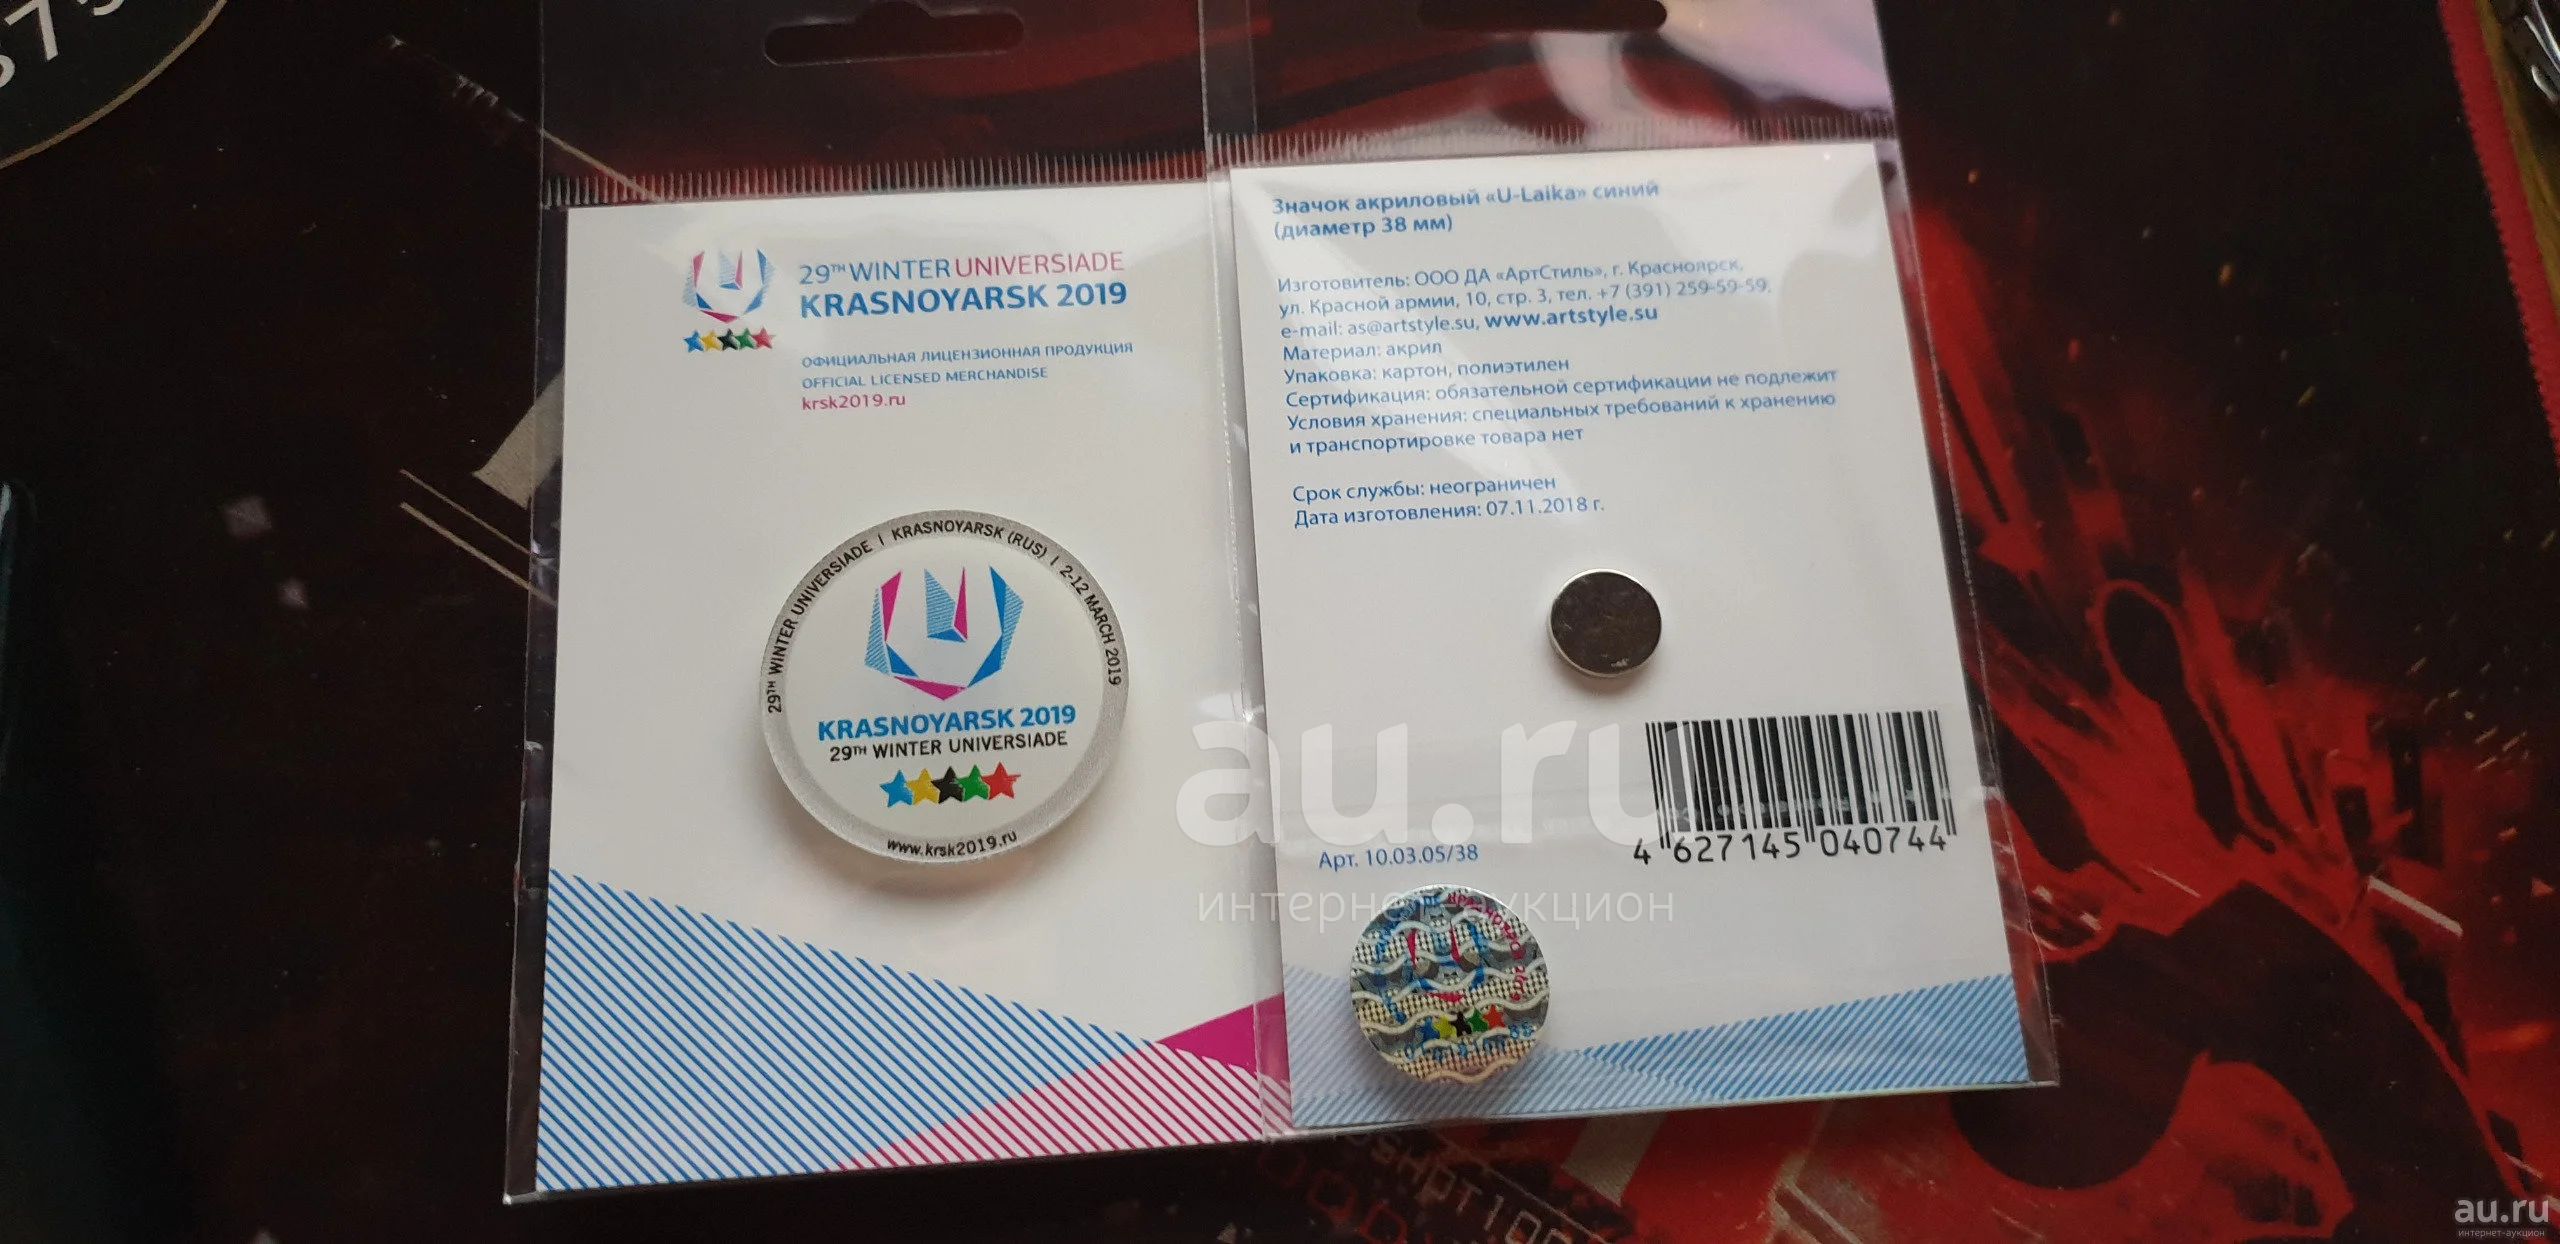 29TH WINTER UNIVERSIADE
KRASNOYARSK 2019
ОФИЦИАЛЬНАЯ ЛИЦЕНЗИОННАЯ ПРОДУКЦИЯ
OFFICIAL LICENSED MERCHANDISE
krsk2019.ru
29TH WINTER UNIVERSIADE | KRASNOYARSK (RUS) | 2-12 MARCH 2019
KRASNOYARSK 2019
29TH WINTER UNIVERSIADE
www.krsk2019.ru
Значок акриловый «U-Laika» синий
(диаметр 38 мм)
Изготовитель: ООО ДА «АртСтиль», г. Красноярск,
ул. Красной армии, 10, стр. 3, тел. +7 (391) 259-59-59,
e-mail: as@artstyle.su, www.artstyle.su
Материал: акрил
Упаковка: картон, полиэтилен
Сертификация: обязательной сертификации не подлежит
Условия хранения: специальных требований к хранению
и транспортировке товара нет
Срок службы: неограничен
Дата изготовления: 07.11.2018 г.
Арт. 10.03.05/38
4 627145 040744
au.ru
интернет-аукцион
au.ru
интернет-аукцион